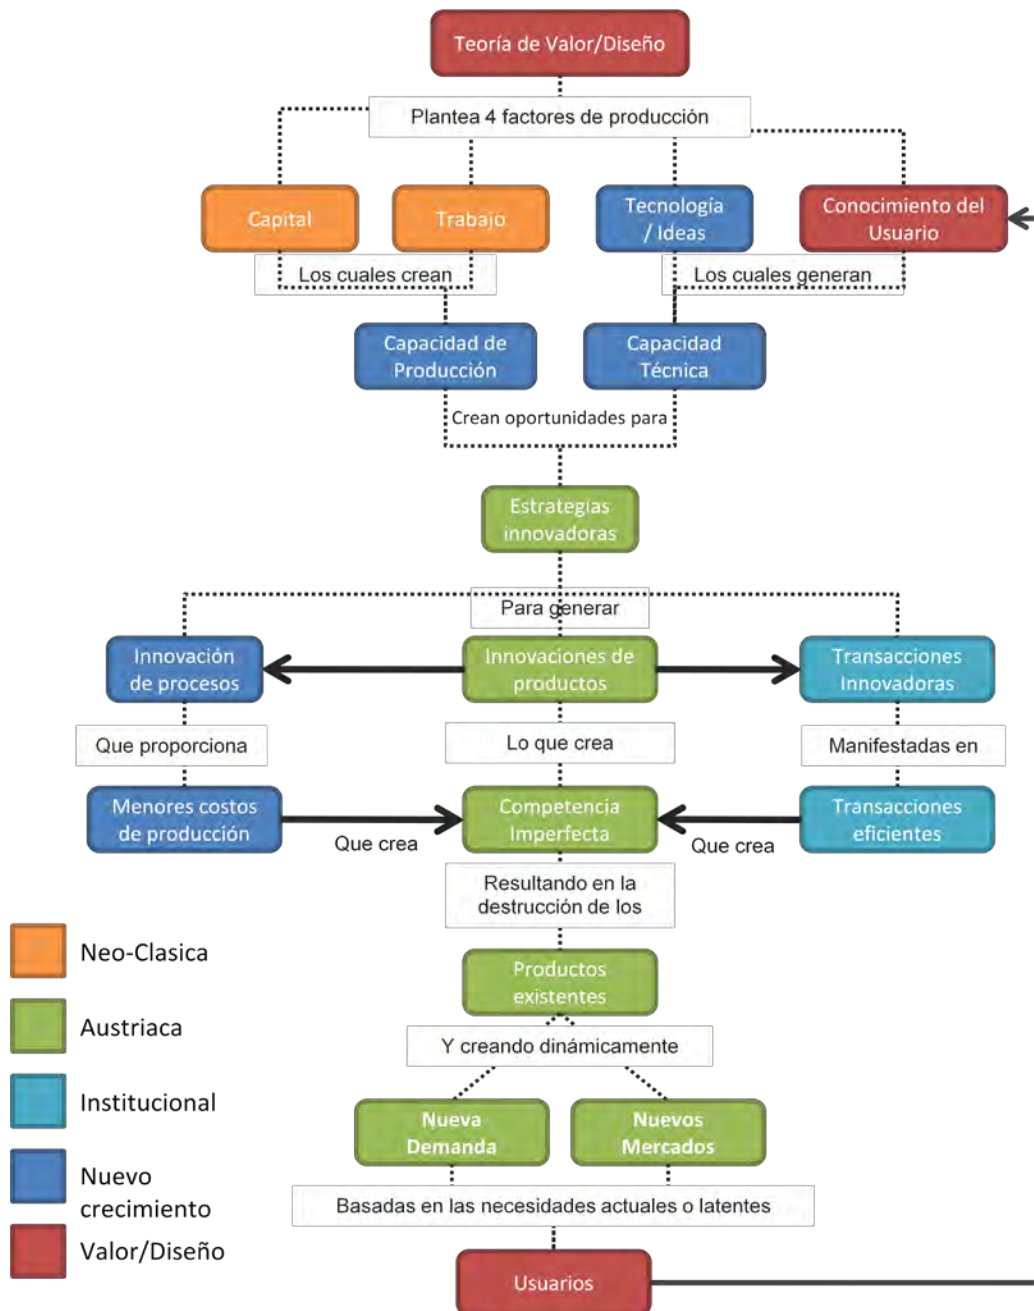 Teoría de Valor/Diseño
Plantea 4 factores de producción
Capital
Trabajo
Tecnología
/ Ideas
Conocimiento del
Usuario
Los cuales crean
Los cuales generan
Capacidad de
Producción
Capacidad
Técnica
Crean oportunidades para
Estrategias
innovadoras
Para generar
Innovación
de procesos
Innovaciones de
productos
Transacciones
Innovadoras
Que proporciona
Lo que crea
Manifestadas en
Menores costos
de producción
Que crea
Competencia
Imperfecta
Que crea
Transacciones
eficientes
Resultando en la
destrucción de los
Productos
existentes
Y creando dinámicamente
Nueva
Demanda
Nuevos
Mercados
Basadas en las necesidades actuales o latentes
Usuarios
Neo-Clasica
Austriaca
Institucional
Nuevo
crecimiento
Valor/Diseño